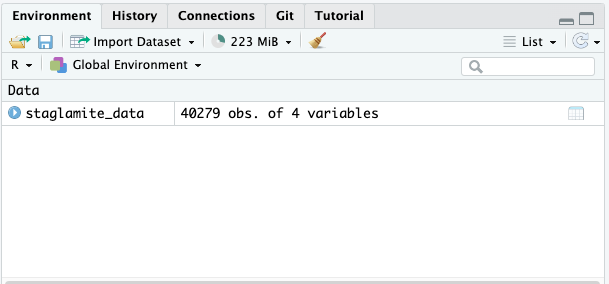 Environment History Connections Git Tutorial
Import Dataset 223 MiB List
R Global Environment
Data
staglamite_data 40279 obs. of 4 variables